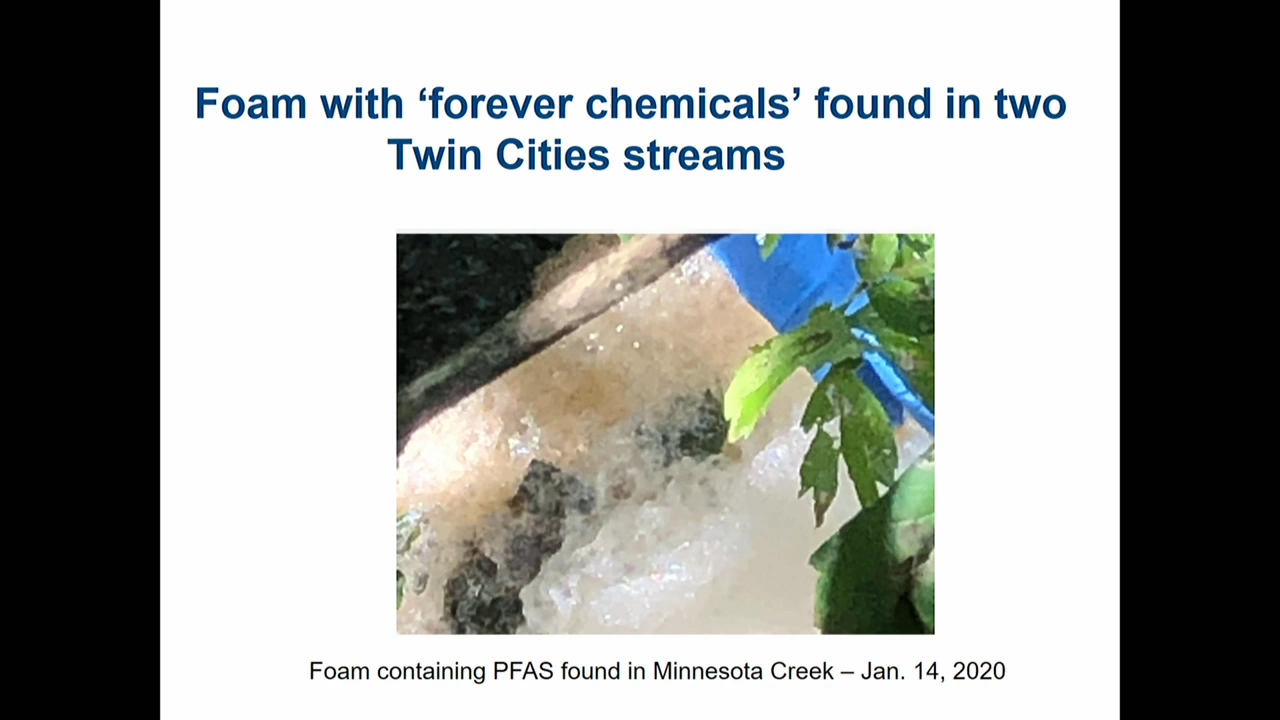 Foam with ‘forever chemicals’ found in two
Twin Cities streams
Foam containing PFAS found in Minnesota Creek – Jan. 14, 2020